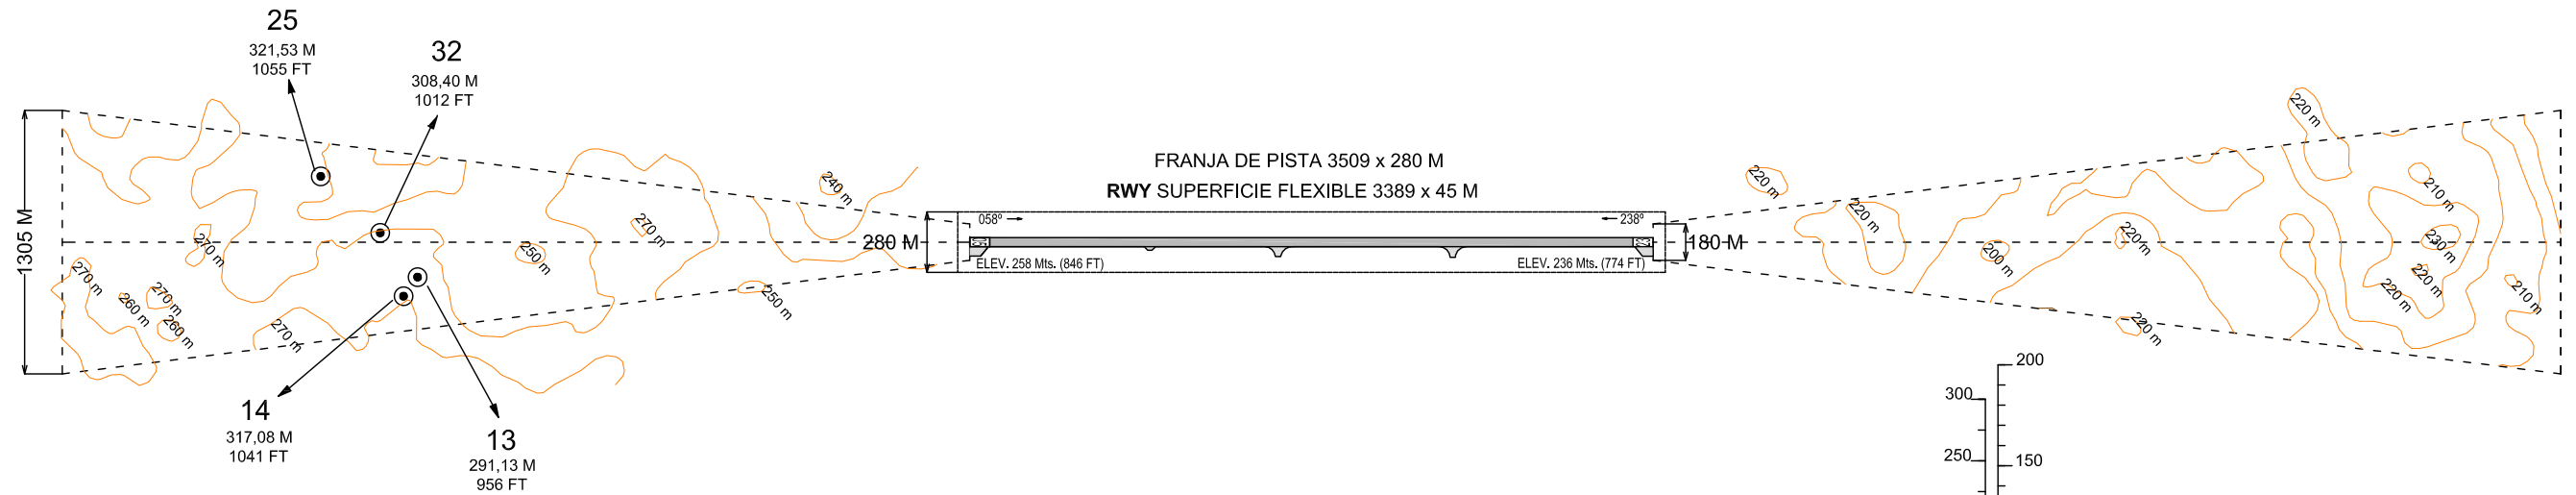 25
321,53 M
1055 FT
32
308,40 M
1012 FT
1305 M
270 m
260 m
270 m
260 m
270 m
270 m
250 m
270 m
240 m
250 m
14
317,08 M
1041 FT
13
291,13 M
956 FT
FRANJA DE PISTA 3509 x 280 M
RWY SUPERFICIE FLEXIBLE 3389 x 45 M
058º
238º
280 M
180 M
ELEV. 258 Mts. (846 FT)
ELEV. 236 Mts. (774 FT)
220 m
220 m
200 m
220 m
220 m
220 m
210 m
230 m
220 m
220 m
210 m
200
300
250
150